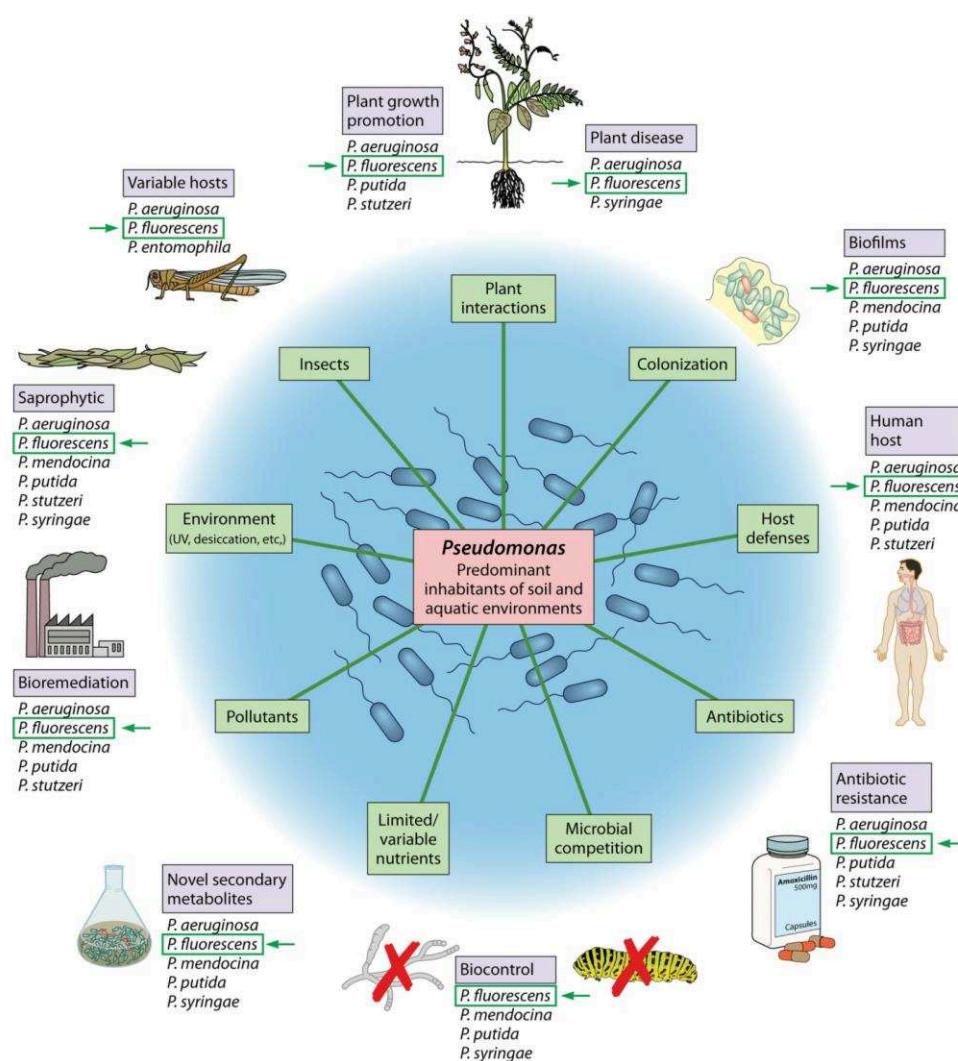 Plant growth
promotion
P. aeruginosa
P. fluorescens
P. putida
P. stutzeri
Plant disease
P. aeruginosa
P. fluorescens
P. syringae
Variable hosts
P. aeruginosa
P. fluorescens
P. entomophila
Biofilms
P. aeruginosa
P. fluorescens
P. mendocina
P. putida
P. syringae
Plant
interactions
Insects
Colonization
Saprophytic
P. aeruginosa
P. fluorescens
P. mendocina
P. putida
P. stutzeri
P. syringae
Human
host
P. aeruginosa
P. fluorescens
P. mendocina
P. putida
P. stutzeri
Environment
(UV, desiccation, etc,)
Host
defenses
Pseudomonas
Predominant
inhabitants of soil and
aquatic environments
Bioremediation
P. aeruginosa
P. fluorescens
P. mendocina
P. putida
P. stutzeri
Pollutants
Antibiotics
Limited/
variable
nutrients
Microbial
competition
Antibiotic
resistance
P. aeruginosa
P. fluorescens
P. putida
P. stutzeri
P. syringae
Amoxicillin
500mg
Capsules
Novel secondary
metabolites
P. aeruginosa
P. fluorescens
P. mendocina
P. putida
P. syringae
Biocontrol
P. fluorescens
P. mendocina
P. putida
P. syringae